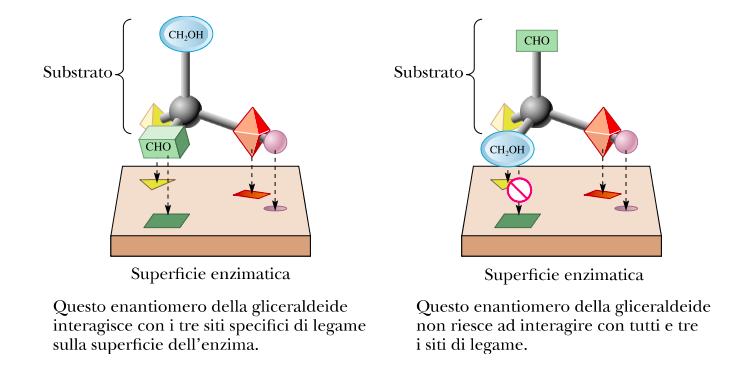 CH₂OH
Substrato
CHO
Superficie enzimatica
Questo enantiomero della gliceraldeide
interagisce con i tre siti specifici di legame
sulla superficie dell'enzima.
CHO
Substrato
CH₂OH
Superficie enzimatica
Questo enantiomero della gliceraldeide
non riesce ad interagire con tutti e tre
i siti di legame.